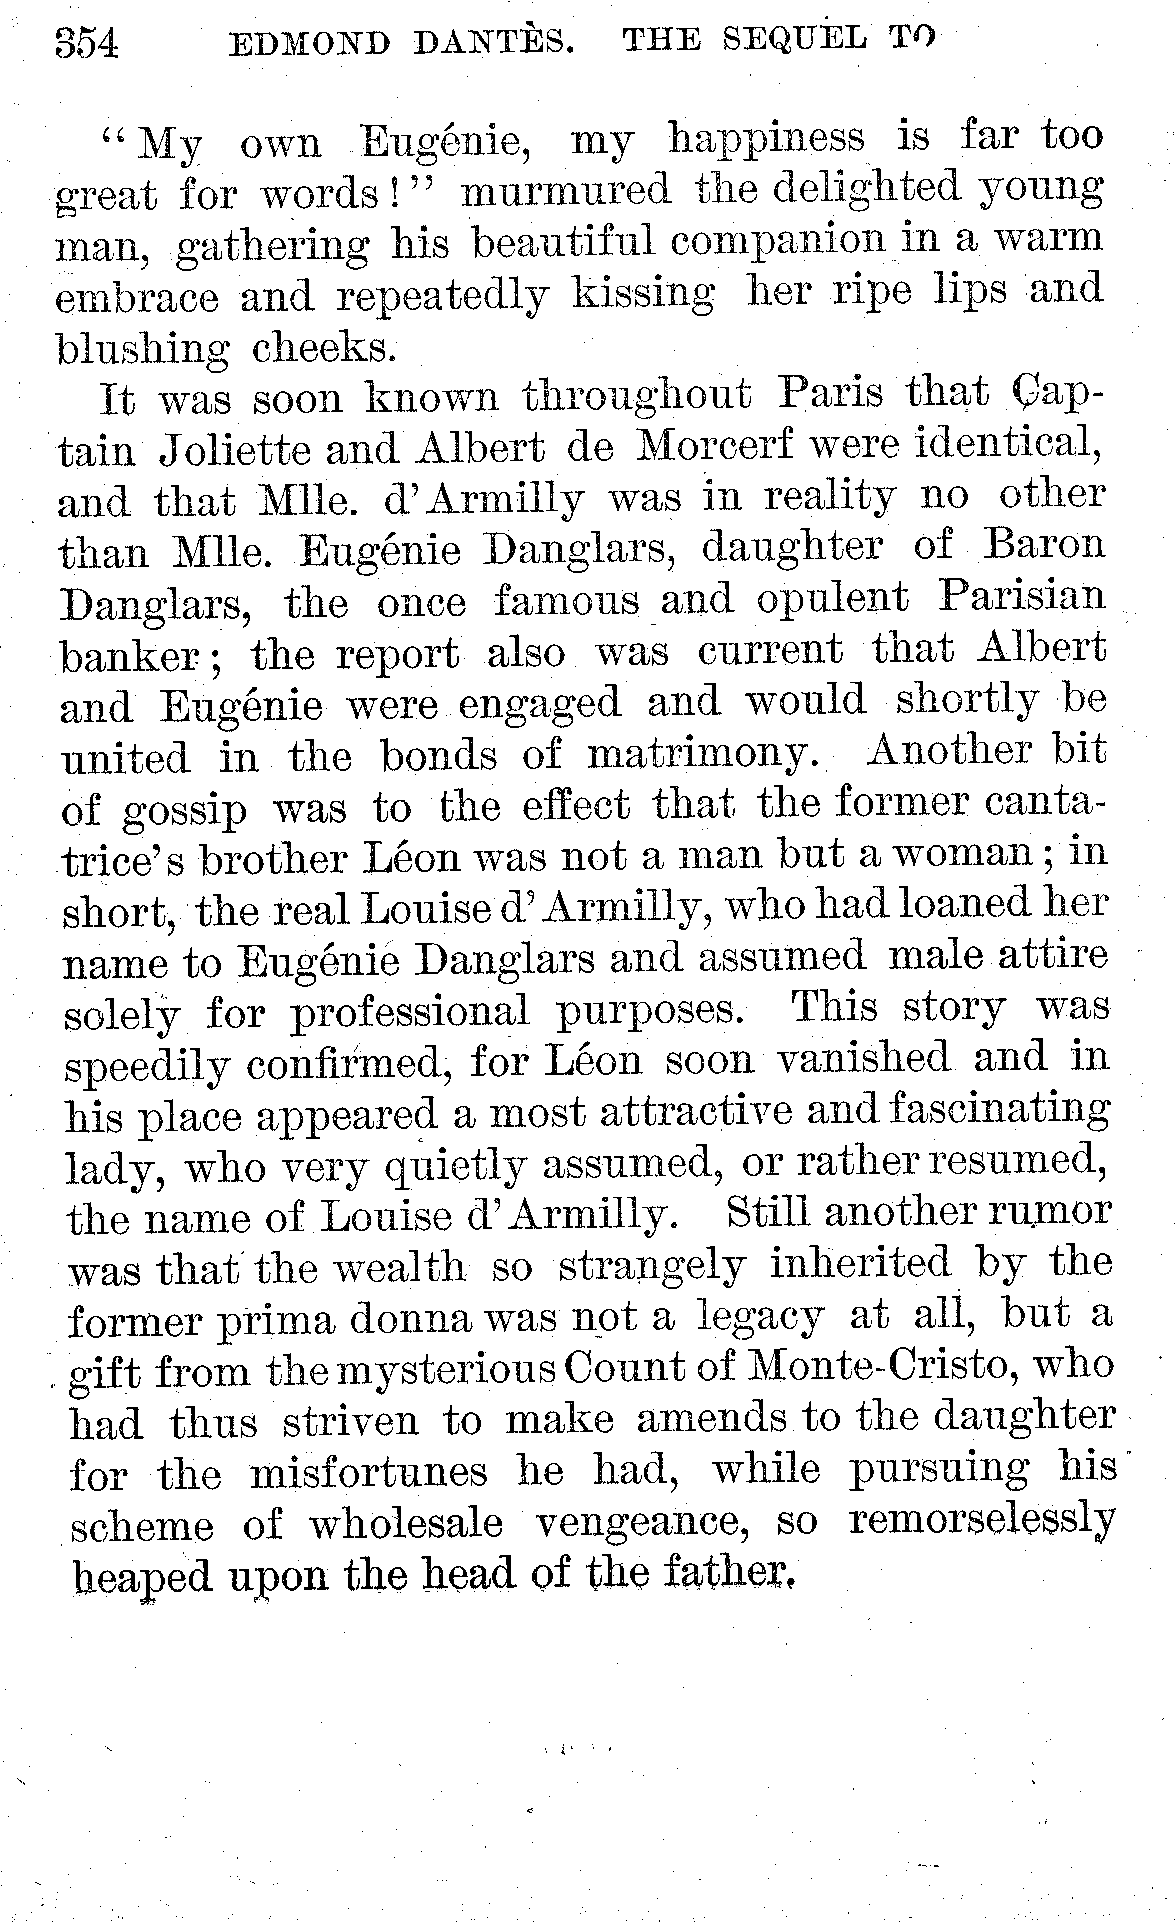 354 EDMOND DANTÈS. THE SEQUEL TO
“My own Eugénie, my happiness is far too
great for words!” murmured the delighted young
man, gathering his beautiful companion in a warm
embrace and repeatedly kissing her ripe lips and
blushing cheeks.
It was soon known throughout Paris that Cap-
tain Joliette and Albert de Morcerf were identical,
and that Mlle. d’Armilly was in reality no other
than Mlle. Eugénie Danglars, daughter of Baron
Danglars, the once famous and opulent Parisian
banker; the report also was current that Albert
and Eugénie were engaged and would shortly be
united in the bonds of matrimony. Another bit
of gossip was to the effect that the former canta-
trice’s brother Léon was not a man but a woman; in
short, the real Louise d’Armilly, who had loaned her
name to Eugénie Danglars and assumed male attire
solely for professional purposes. This story was
speedily confirmed, for Léon soon vanished and in
his place appeared a most attractive and fascinating
lady, who very quietly assumed, or rather resumed,
the name of Louise d’Armilly. Still another rumor
was that the wealth so strangely inherited by the
former prima donna was not a legacy at all, but a
gift from the mysterious Count of Monte-Cristo, who
had thus striven to make amends to the daughter
for the misfortunes he had, while pursuing his
scheme of wholesale vengeance, so remorselessly
heaped upon the head of the father.